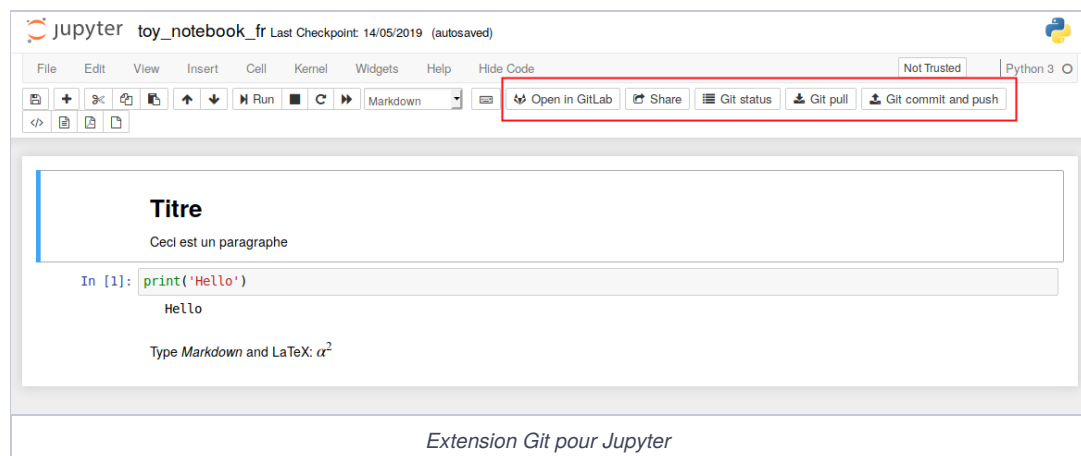 jupyter toy_notebook_fr Last Checkpoint: 14/05/2019 (autosaved)
File Edit View Insert Cell Kernel Widgets Help Hide Code Not Trusted Python 3
Run Markdown Open in GitLab Share Git status Git pull Git commit and push
Titre
Ceci est un paragraphe
In [1]: print('Hello')
Hello
Type Markdown and LaTeX: α²
Extension Git pour Jupyter